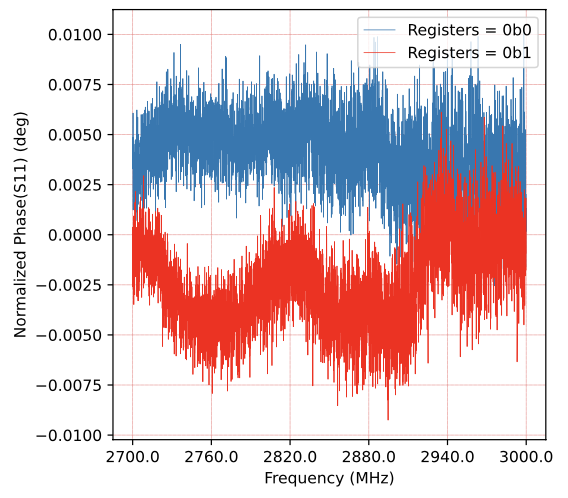 Registers = 0b0
Registers = 0b1
Normalized Phase(S11) (deg)
0.0100
0.0075
0.0050
0.0025
0.0000
−0.0025
−0.0050
−0.0075
−0.0100
2700.0 2760.0 2820.0 2880.0 2940.0 3000.0
Frequency (MHz)